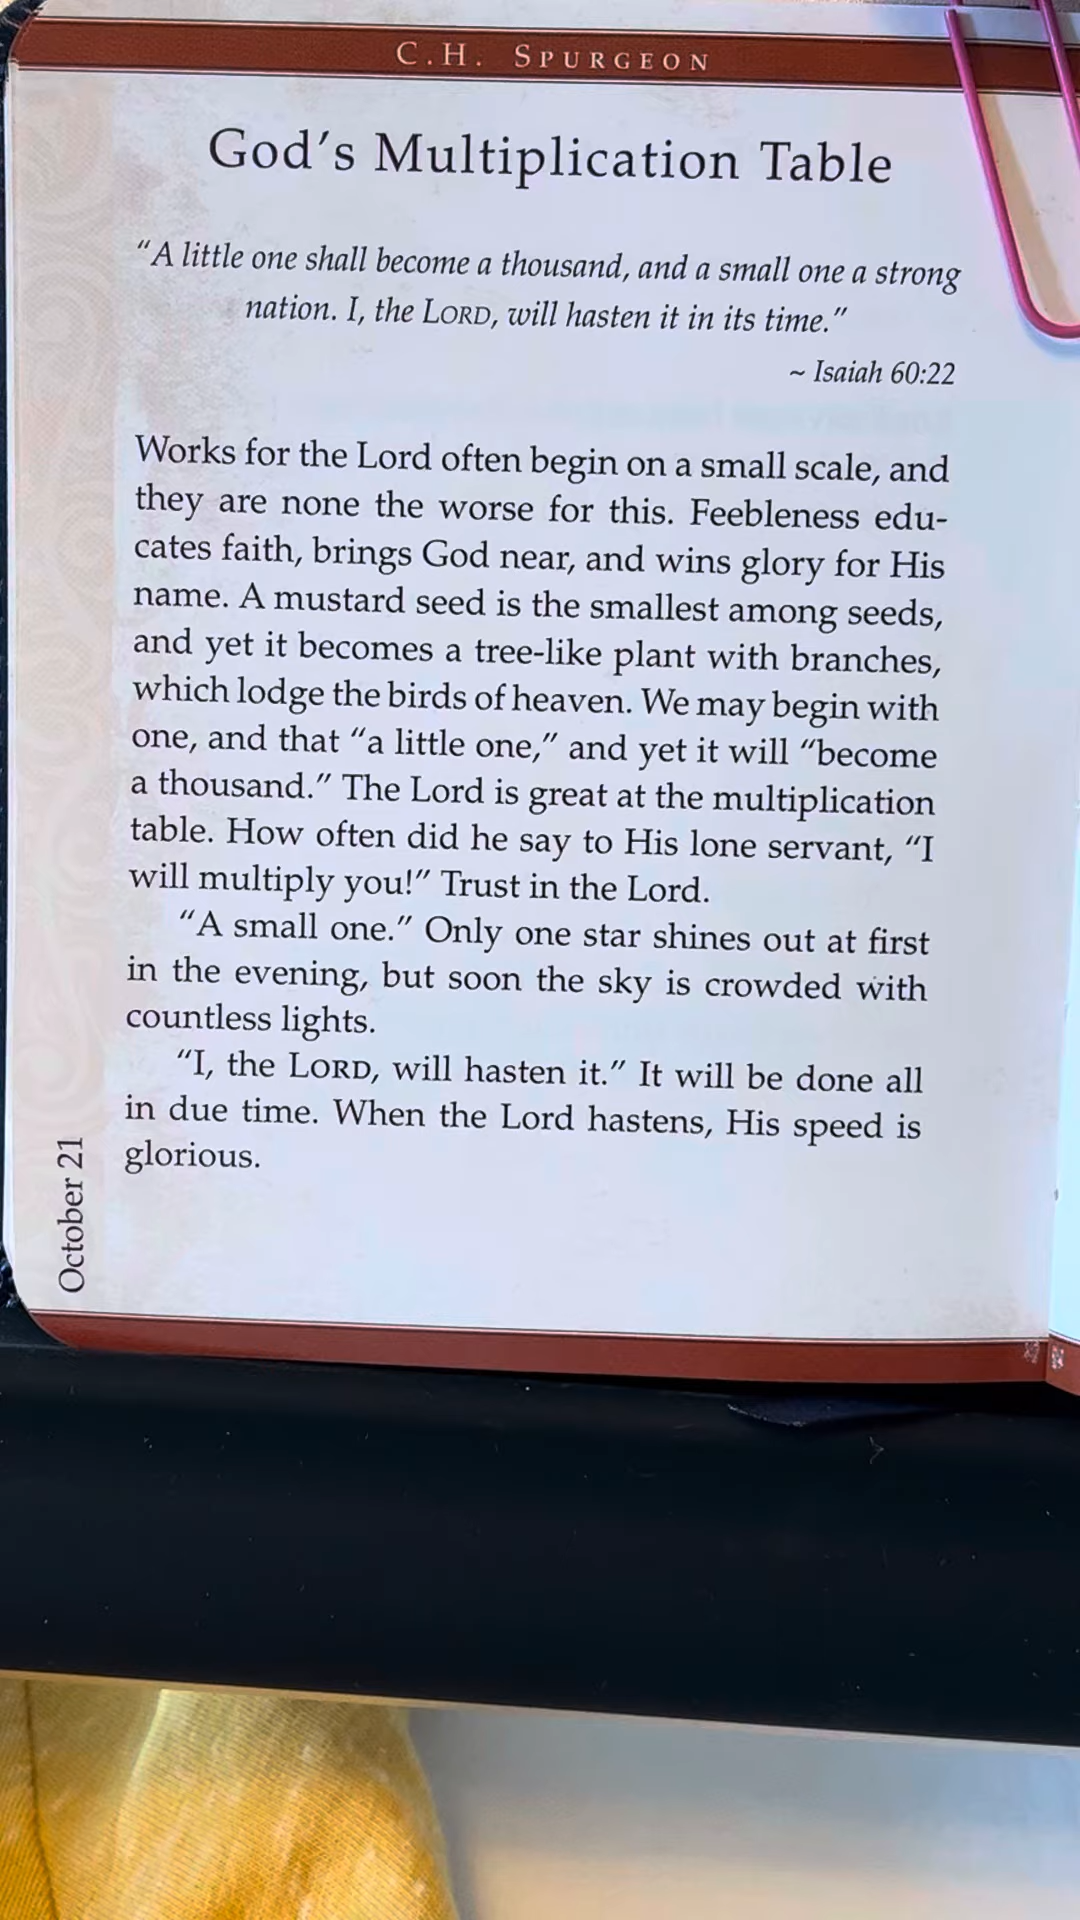 C.H. SPURGEON
God's Multiplication Table
“A little one shall become a thousand, and a small one a strong
nation. I, the LORD, will hasten it in its time.”
~ Isaiah 60:22
Works for the Lord often begin on a small scale, and
they are none the worse for this. Feebleness edu-
cates faith, brings God near, and wins glory for His
name. A mustard seed is the smallest among seeds,
and yet it becomes a tree-like plant with branches,
which lodge the birds of heaven. We may begin with
one, and that “a little one,” and yet it will “become
a thousand.” The Lord is great at the multiplication
table. How often did he say to His lone servant, “I
will multiply you!” Trust in the Lord.
“A small one.” Only one star shines out at first
in the evening, but soon the sky is crowded with
countless lights.
“I, the LORD, will hasten it.” It will be done all
in due time. When the Lord hastens, His speed is
glorious.
October 21